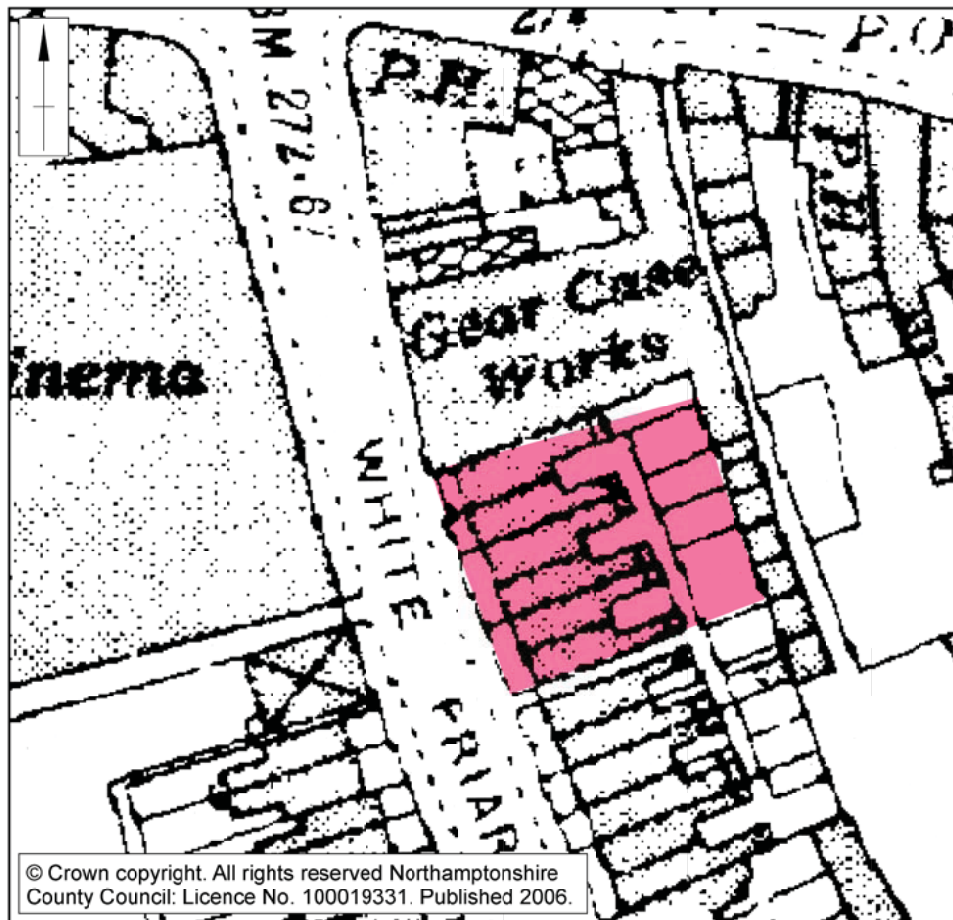 BM 272.6
P.H.
P.O
P.H.
Gear Case
Works
inema
WHITE
FRIAR
© Crown copyright. All rights reserved Northamptonshire
County Council: Licence No. 100019331. Published 2006.